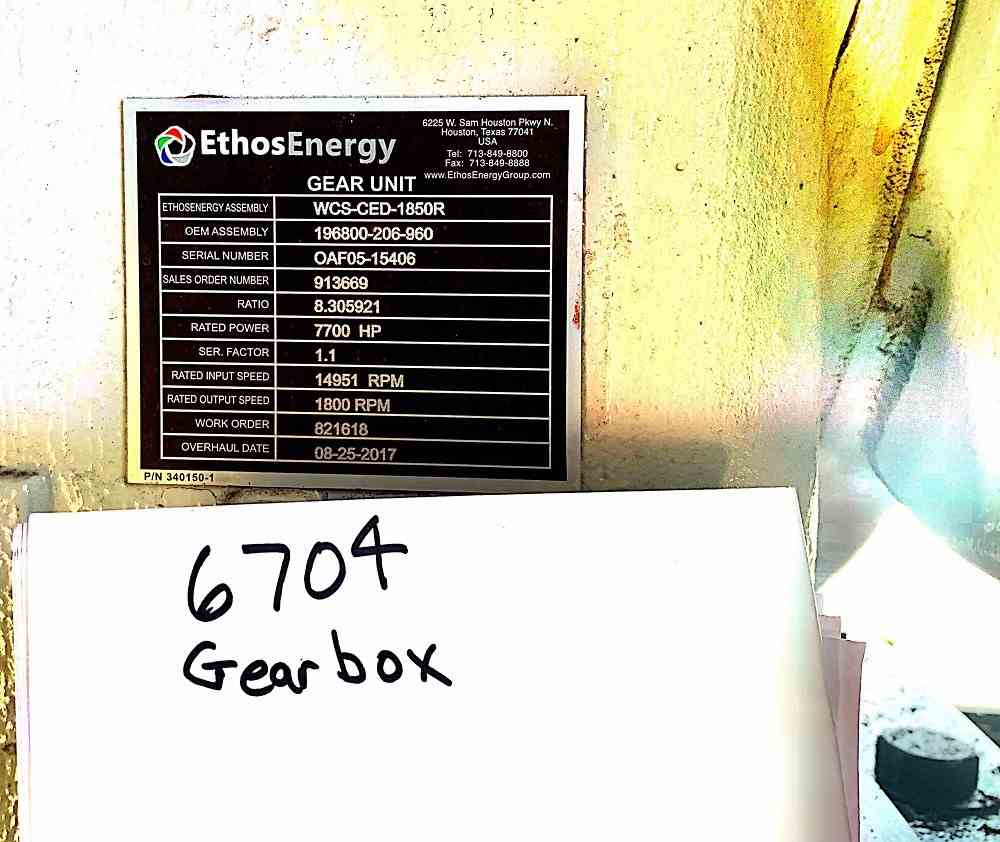 EthosEnergy
6225 W. Sam Houston Pkwy N.
Houston, Texas 77041
USA
Tel: 713-849-8800
Fax: 713-849-8888
www.EthosEnergyGroup.com
GEAR UNIT
ETHOSENERGY ASSEMBLY WCS-CED-1850R
OEM ASSEMBLY 196800-206-960
SERIAL NUMBER OAF05-15406
SALES ORDER NUMBER 913669
RATIO 8.305921
RATED POWER 7700 HP
SER. FACTOR 1.1
RATED INPUT SPEED 14951 RPM
RATED OUTPUT SPEED 1800 RPM
WORK ORDER 821618
OVERHAUL DATE 08-25-2017
P/N 340150-1
6704
Gearbox